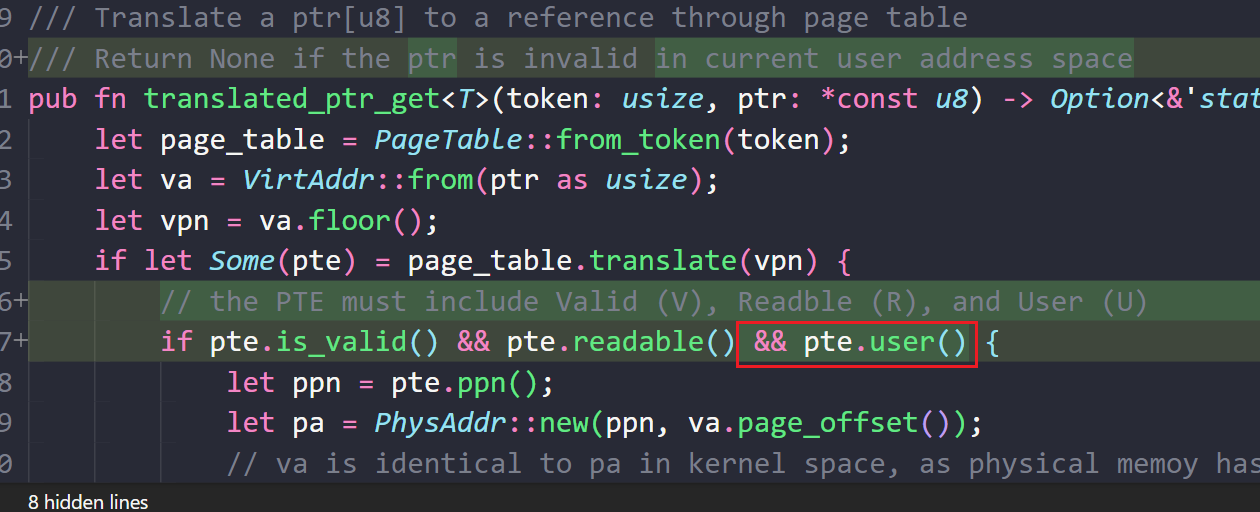 9 /// Translate a ptr[u8] to a reference through page table
0+/// Return None if the ptr is invalid in current user address space
1 pub fn translated_ptr_get<T>(token: usize, ptr: *const u8) -> Option<&'stat
2 let page_table = PageTable::from_token(token);
3 let va = VirtAddr::from(ptr as usize);
4 let vpn = va.floor();
5 if let Some(pte) = page_table.translate(vpn) {
6+ // the PTE must include Valid (V), Readble (R), and User (U)
7+ if pte.is_valid() && pte.readable() && pte.user() {
8 let ppn = pte.ppn();
9 let pa = PhysAddr::new(ppn, va.page_offset());
0 // va is identical to pa in kernel space, as physical memoy has
8 hidden lines